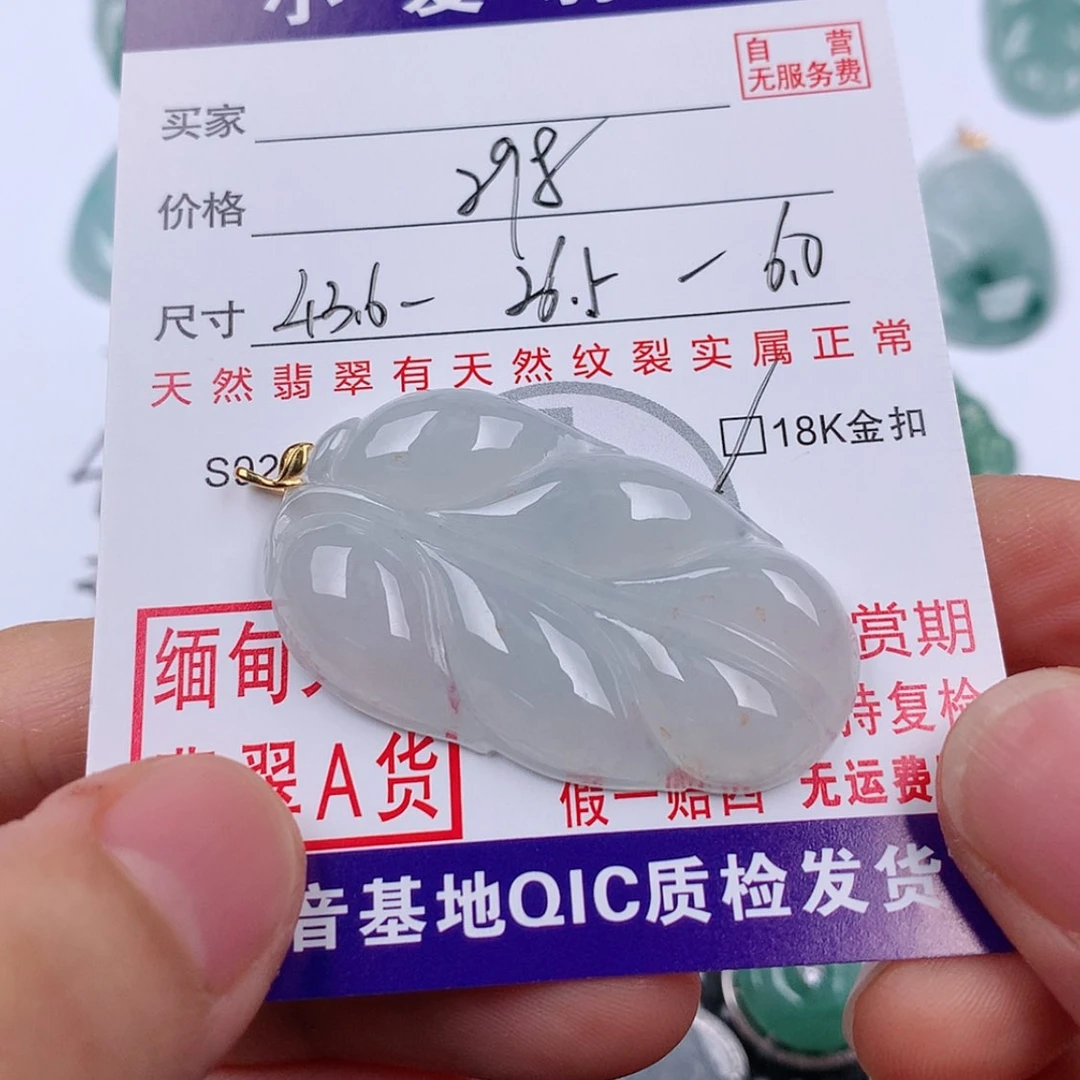 自 营
无服务费
买家
价格 298
尺寸 43.6- 26.5 - 6.0
天然翡翠有天然纹裂实属正常
S92
18K金扣
缅甸
翠A货
赏期
持复检
假一赔四 无运费
音基地QIC质检发货